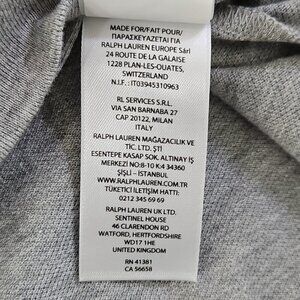 MADE FOR/FAIT POUR/
ΠΑΡΑΣΚΕΥΑΖΕΤΑΙ ΓΙΑ
RALPH LAUREN EUROPE Sàrl
24 ROUTE DE LA GALAISE
1228 PLAN-LES-OUATES,
SWITZERLAND
N.I.F. : IT03945310963
RL SERVICES S.R.L.
VIA SAN BARNABA 27
CAP 20122, MILAN
ITALY
RALPH LAUREN MAĞAZACILIK VE
TİC. LTD. ŞTİ
ESENTEPE KASAP SOK. ALTINAY İŞ
MERKEZİ 8:10-8 K:4 34360
ŞİŞLİ – İSTANBUL
WWW.RALPHLAUREN.COM.TR
TÜKETİCİ İLETİŞİM HATTI:
0212 345 69 69
RALPH LAUREN UK LTD.
SENTINEL HOUSE
46 CLARENDON RD
WATFORD, HERTFORDSHIRE
WD17 1HE
UNITED KINGDOM
RN 41381
CA 56658